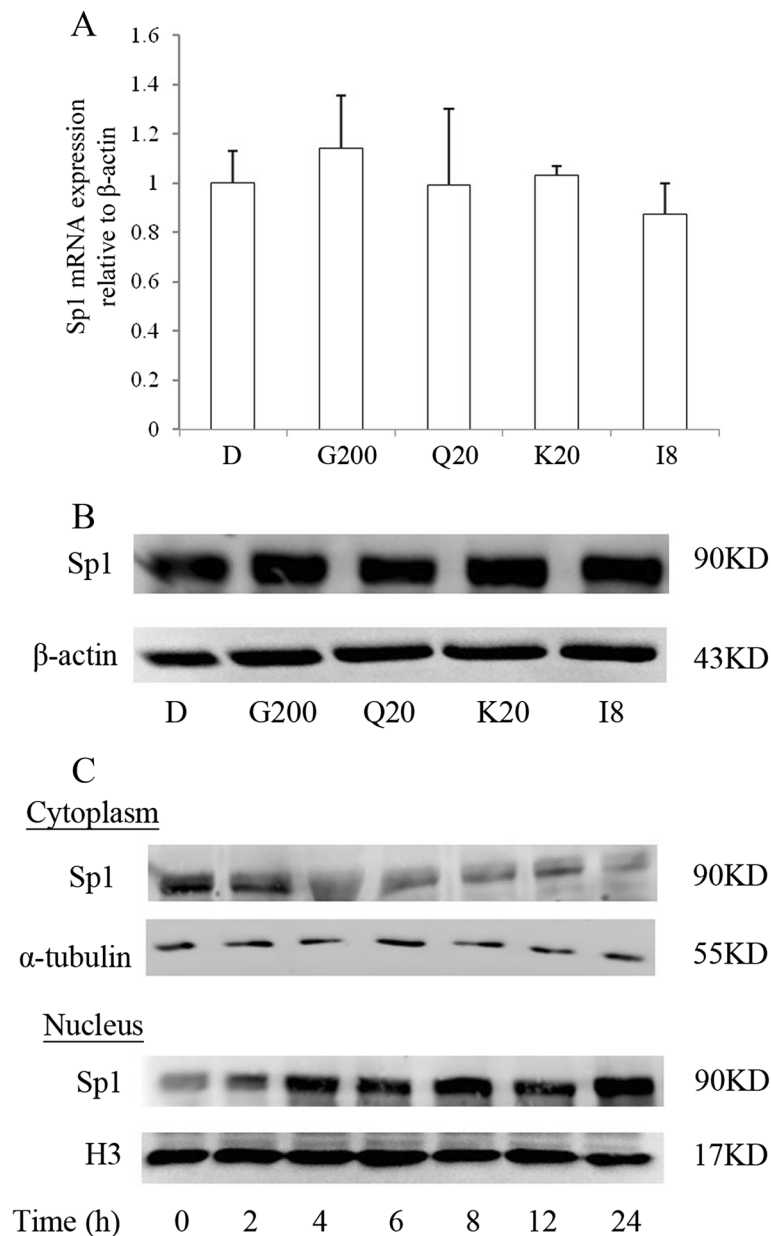 A
1.6
1.4
1.2
1
0.8
0.6
0.4
0.2
0
Sp1 mRNA expression
relative to β-actin
D G200 Q20 K20 I8
B
Sp1 90KD
β-actin 43KD
D G200 Q20 K20 I8
C
Cytoplasm
Sp1 90KD
α-tubulin 55KD
Nucleus
Sp1 90KD
H3 17KD
Time (h) 0 2 4 6 8 12 24